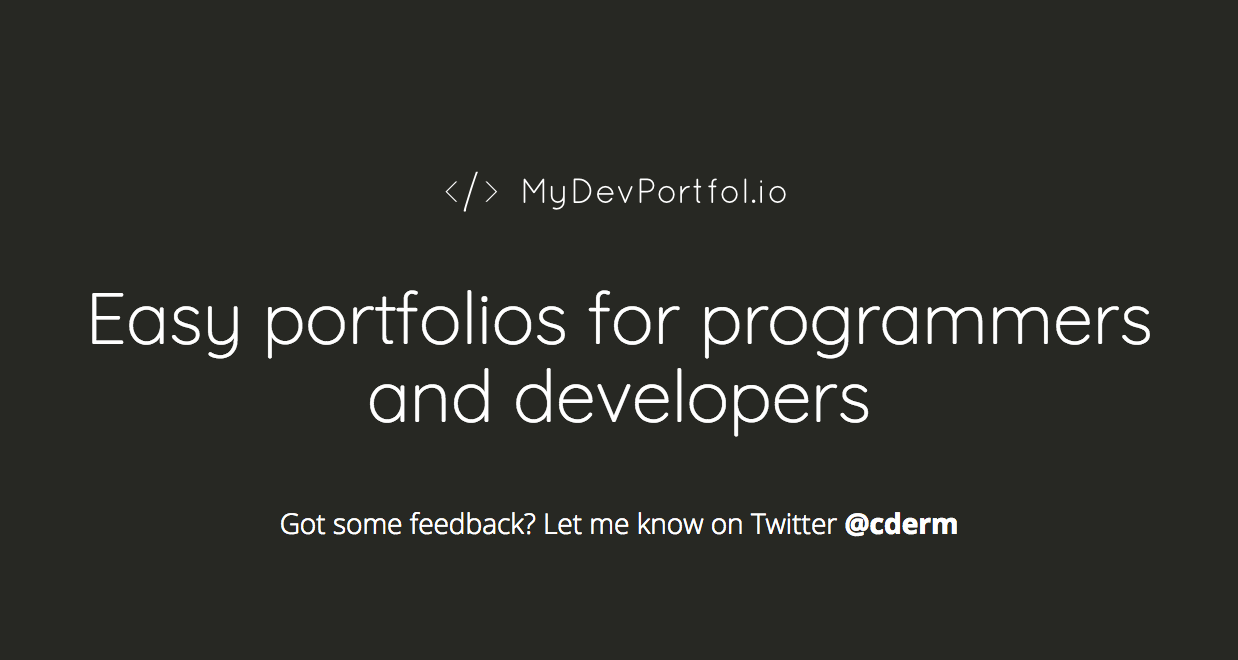 </> MyDevPortfol.io
Easy portfolios for programmers
and developers
Got some feedback? Let me know on Twitter @cderm